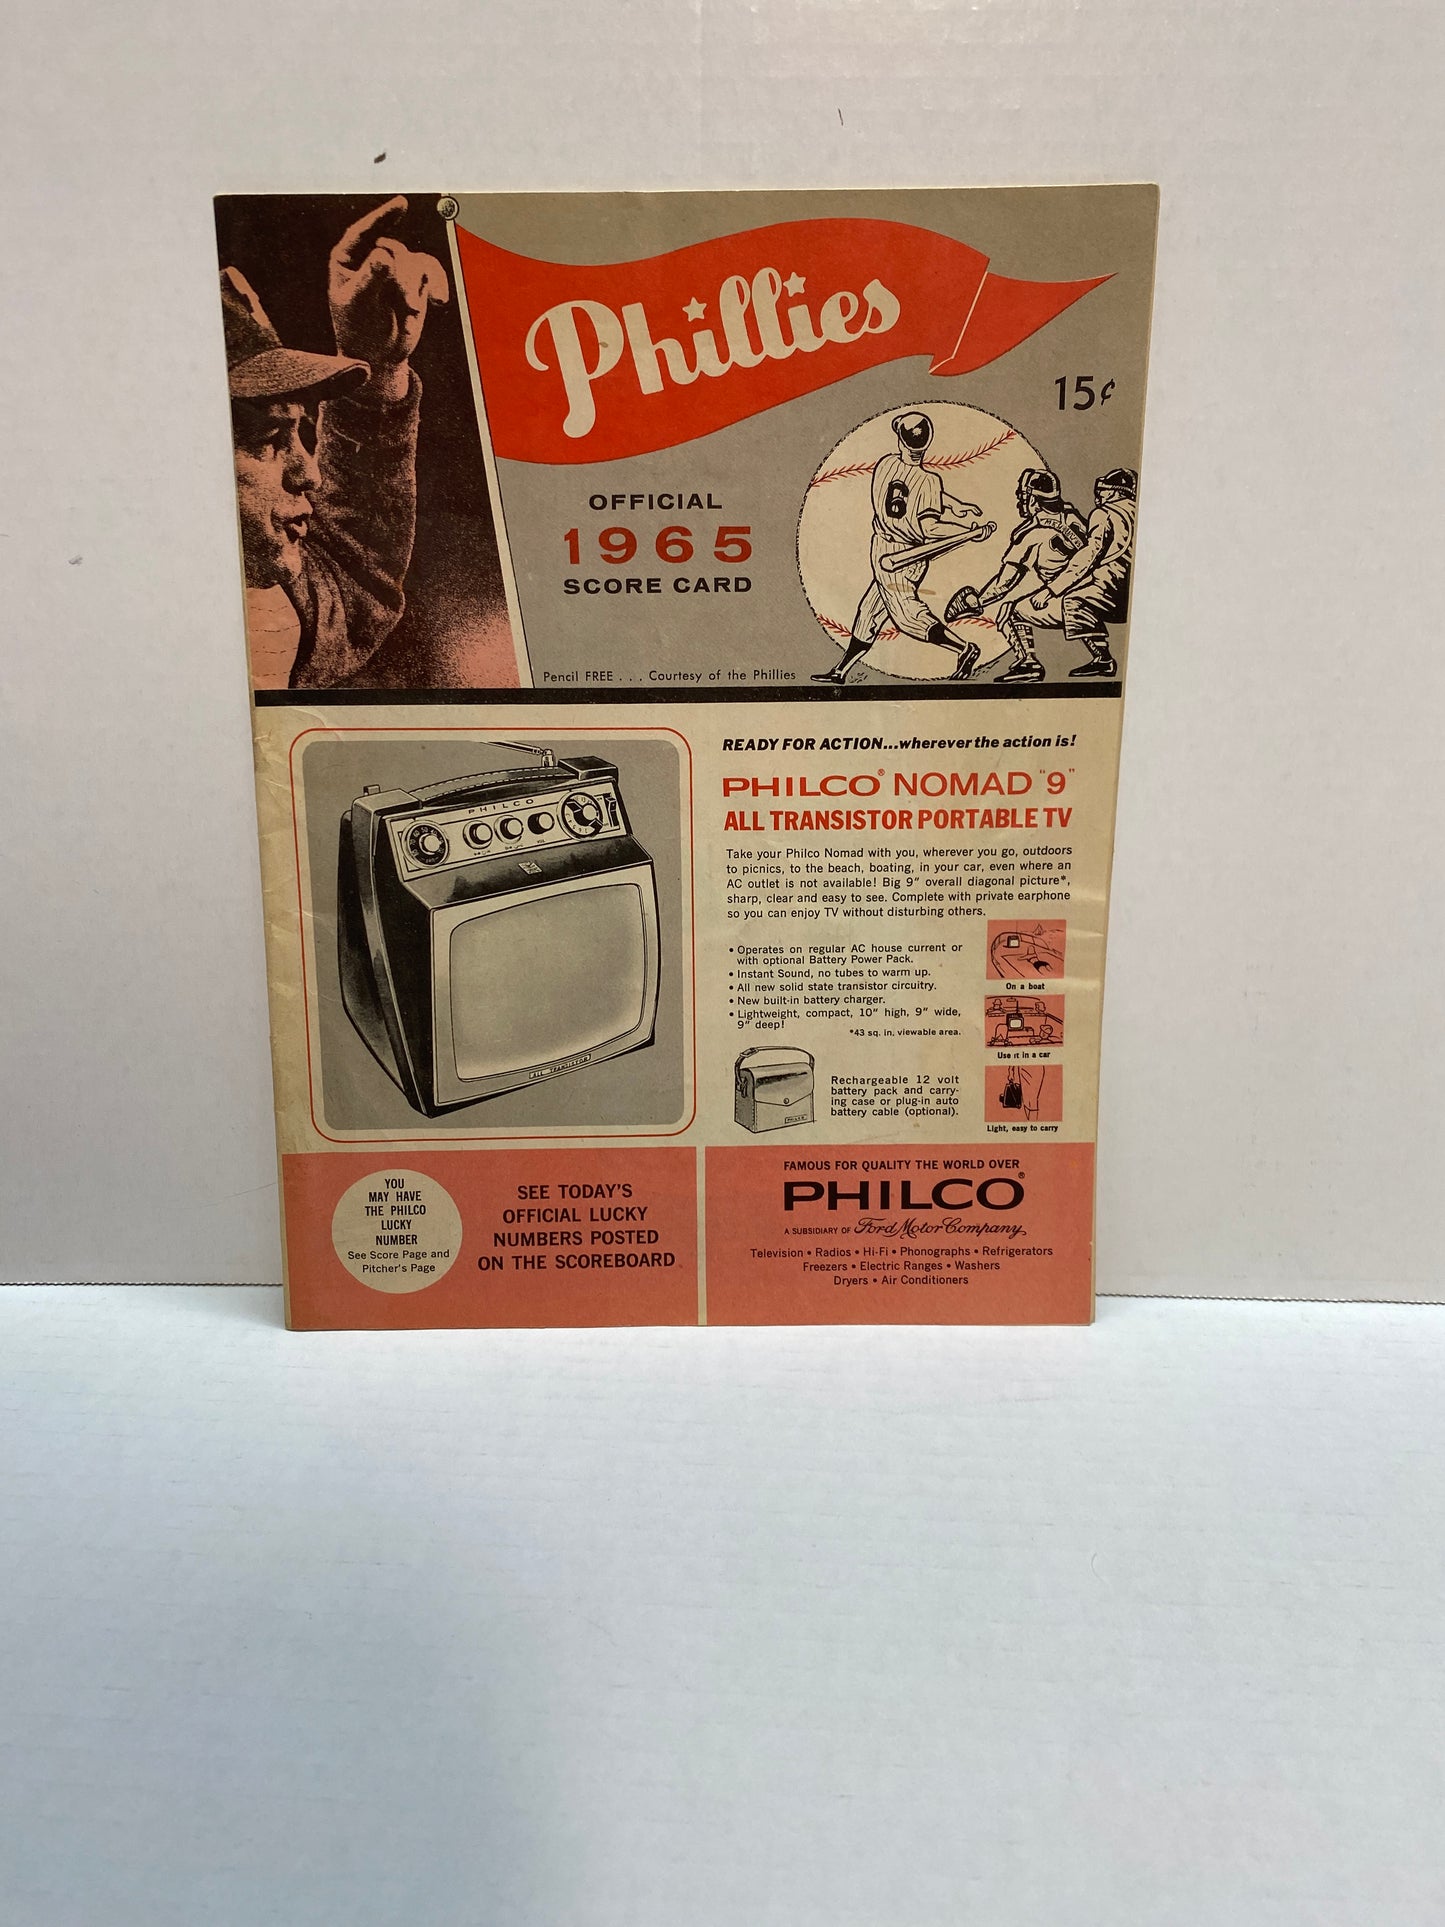 Phillies
15¢
OFFICIAL
1965
SCORE CARD
6
Pencil FREE . . . Courtesy of the Phillies
PHILCO
ALL TRANSISTOR
READY FOR ACTION...wherever the action is!
PHILCO® NOMAD "9"
ALL TRANSISTOR PORTABLE TV
Take your Philco Nomad with you, wherever you go, outdoors
to picnics, to the beach, boating, in your car, even where an
AC outlet is not available! Big 9" overall diagonal picture*,
sharp, clear and easy to see. Complete with private earphone
so you can enjoy TV without disturbing others.
• Operates on regular AC house current or
with optional Battery Power Pack.
• Instant Sound, no tubes to warm up.
• All new solid state transistor circuitry.
• New built-in battery charger.
• Lightweight, compact, 10" high, 9" wide,
9" deep!
*43 sq. in. viewable area.
On a boat
Use it in a car
Light, easy to carry
PHILCO
Rechargeable 12 volt
battery pack and carry-
ing case or plug-in auto
battery cable (optional).
YOU
MAY HAVE
THE PHILCO
LUCKY
NUMBER
See Score Page and
Pitcher's Page
SEE TODAY'S
OFFICIAL LUCKY
NUMBERS POSTED
ON THE SCOREBOARD
FAMOUS FOR QUALITY THE WORLD OVER
PHILCO®
A SUBSIDIARY OF Ford Motor Company,
Television • Radios • Hi-Fi • Phonographs • Refrigerators
Freezers • Electric Ranges • Washers
Dryers • Air Conditioners